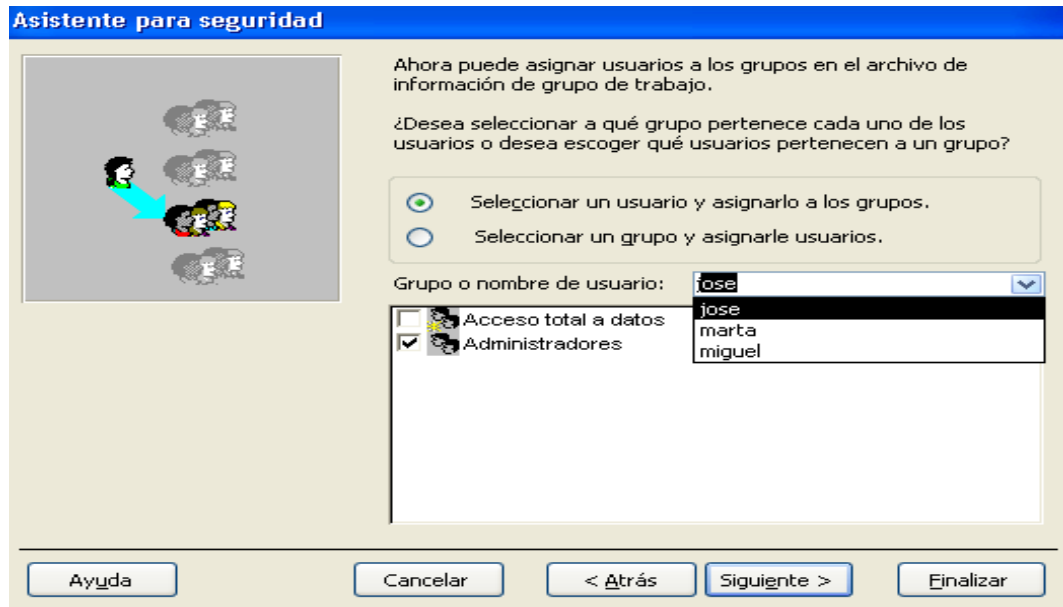 Asistente para seguridad
Ahora puede asignar usuarios a los grupos en el archivo de
información de grupo de trabajo.
¿Desea seleccionar a qué grupo pertenece cada uno de los
usuarios o desea escoger qué usuarios pertenecen a un grupo?
Seleccionar un usuario y asignarlo a los grupos.
Seleccionar un grupo y asignarle usuarios.
Grupo o nombre de usuario: jose
jose
marta
miguel
Acceso total a datos
Administradores
Ayuda
Cancelar
< Atrás
Siguiente >
Finalizar